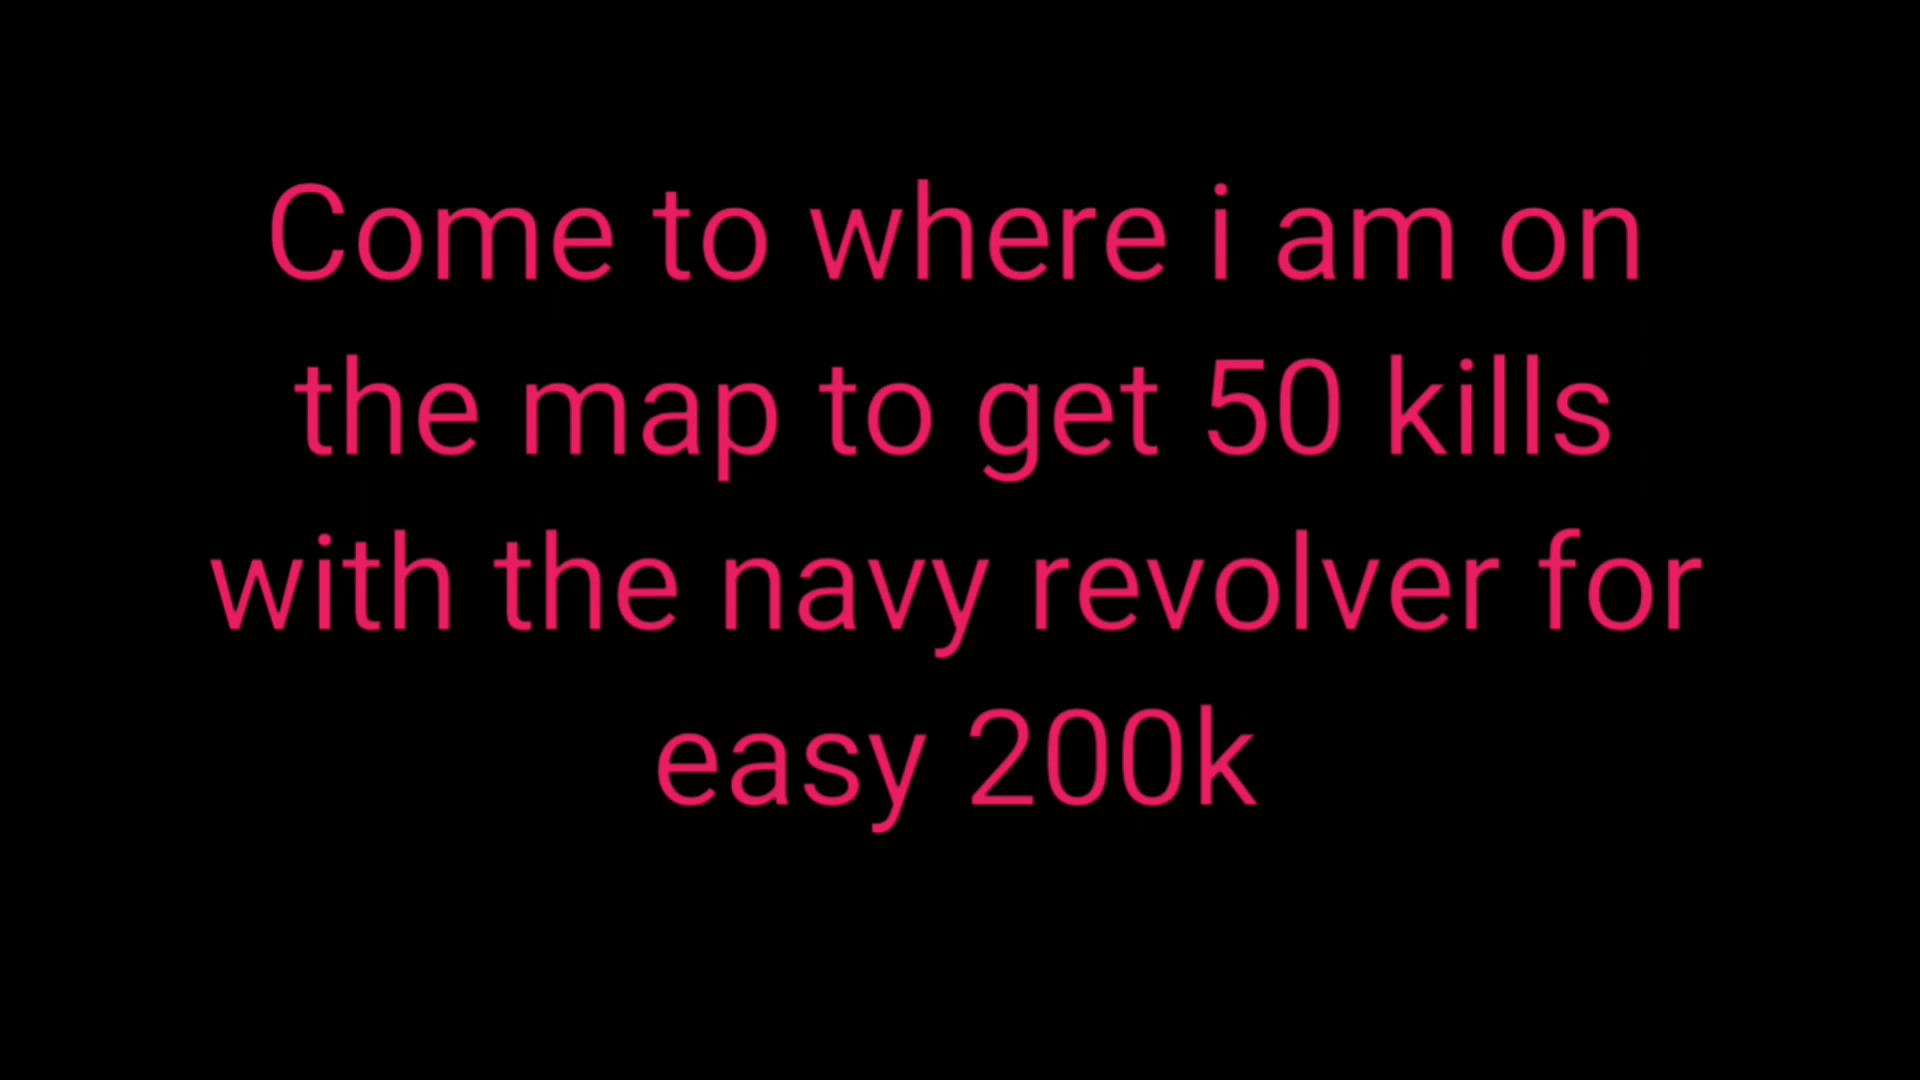 Come to where i am on
the map to get 50 kills
with the navy revolver for
easy 200k